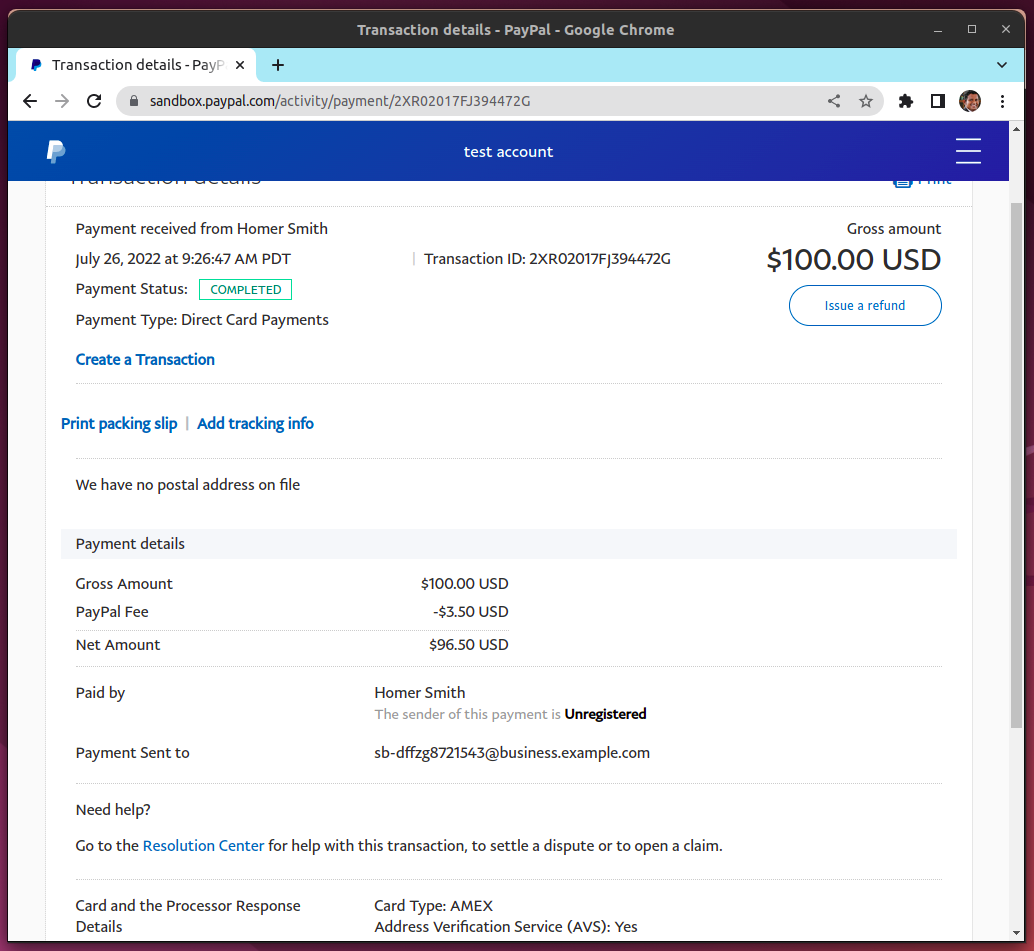 Transaction details - PayPal - Google Chrome
Transaction details - PayP
sandbox.paypal.com/activity/payment/2XR02017FJ394472G
test account
Transaction details
Print
Payment received from Homer Smith
Gross amount
July 26, 2022 at 9:26:47 AM PDT | Transaction ID: 2XR02017FJ394472G
$100.00 USD
Payment Status: COMPLETED
Issue a refund
Payment Type: Direct Card Payments
Create a Transaction
Print packing slip | Add tracking info
We have no postal address on file
Payment details
Gross Amount $100.00 USD
PayPal Fee -$3.50 USD
Net Amount $96.50 USD
Paid by Homer Smith
The sender of this payment is Unregistered
Payment Sent to sb-dffzg8721543@business.example.com
Need help?
Go to the Resolution Center for help with this transaction, to settle a dispute or to open a claim.
Card and the Processor Response Card Type: AMEX
Details Address Verification Service (AVS): Yes